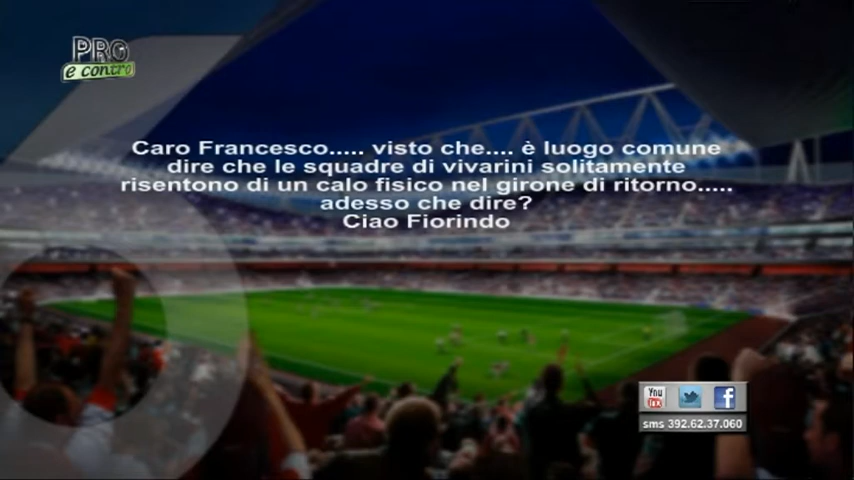 PRO
e contro
Caro Francesco..... visto che.... è luogo comune
dire che le squadre di vivarini solitamente
risentono di un calo fisico nel girone di ritorno.....
adesso che dire?
Ciao Fiorindo
You
sms 392.62.37.060